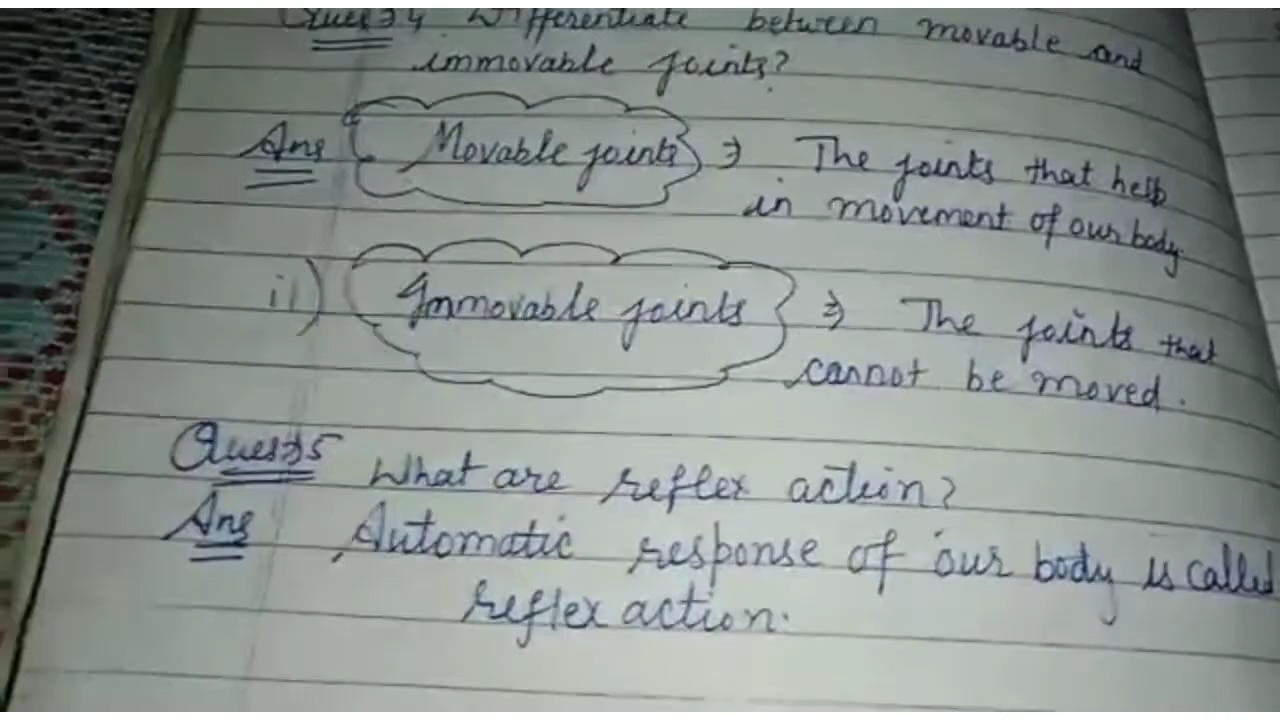 Ques→4 Differentiate between movable and
immovable joints?
Ans Movable joints ⇒ The joints that help
in movement of our body
ii) Immovable joints ⇒ The joints that
cannot be moved.
Ques→5 What are reflex action?
Ans Automatic response of our body is called
reflex action.